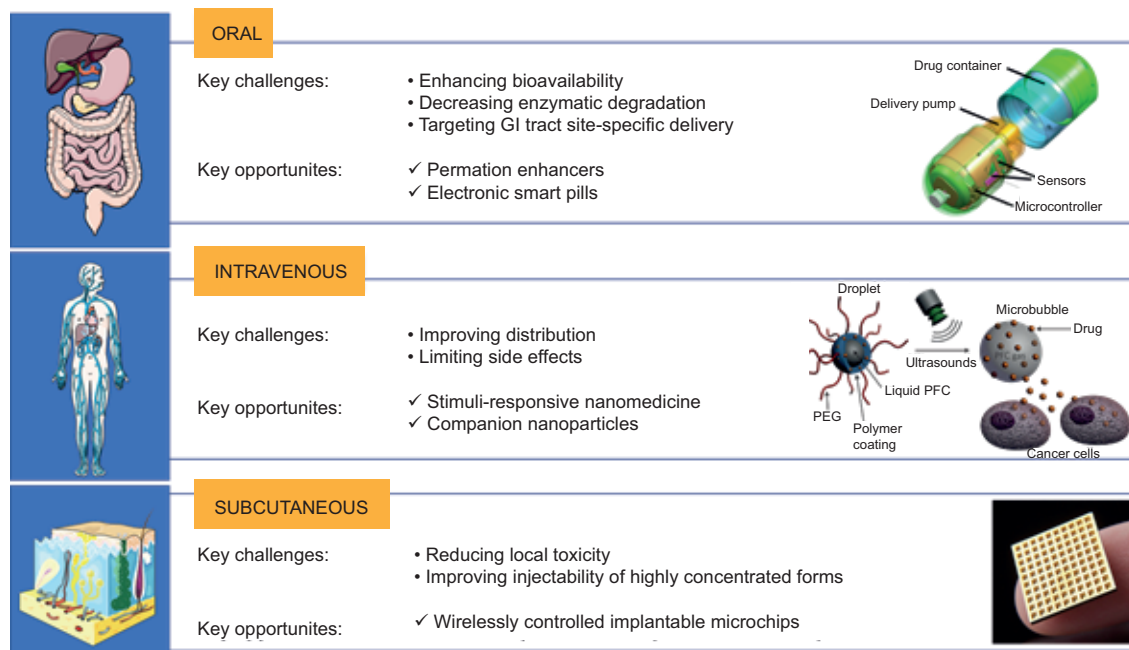 ORAL
Key challenges:
• Enhancing bioavailability
• Decreasing enzymatic degradation
• Targeting GI tract site-specific delivery
Key opportunites:
✓ Permation enhancers
✓ Electronic smart pills
Drug container
Delivery pump
Sensors
Microcontroller
INTRAVENOUS
Key challenges:
• Improving distribution
• Limiting side effects
Key opportunites:
✓ Stimuli-responsive nanomedicine
✓ Companion nanoparticles
Droplet
Microbubble
Drug
PFC gas
Ultrasounds
Liquid PFC
PEG
Polymer
coating
Cancer cells
SUBCUTANEOUS
Key challenges:
• Reducing local toxicity
• Improving injectability of highly concentrated forms
Key opportunites:
✓ Wirelessly controlled implantable microchips